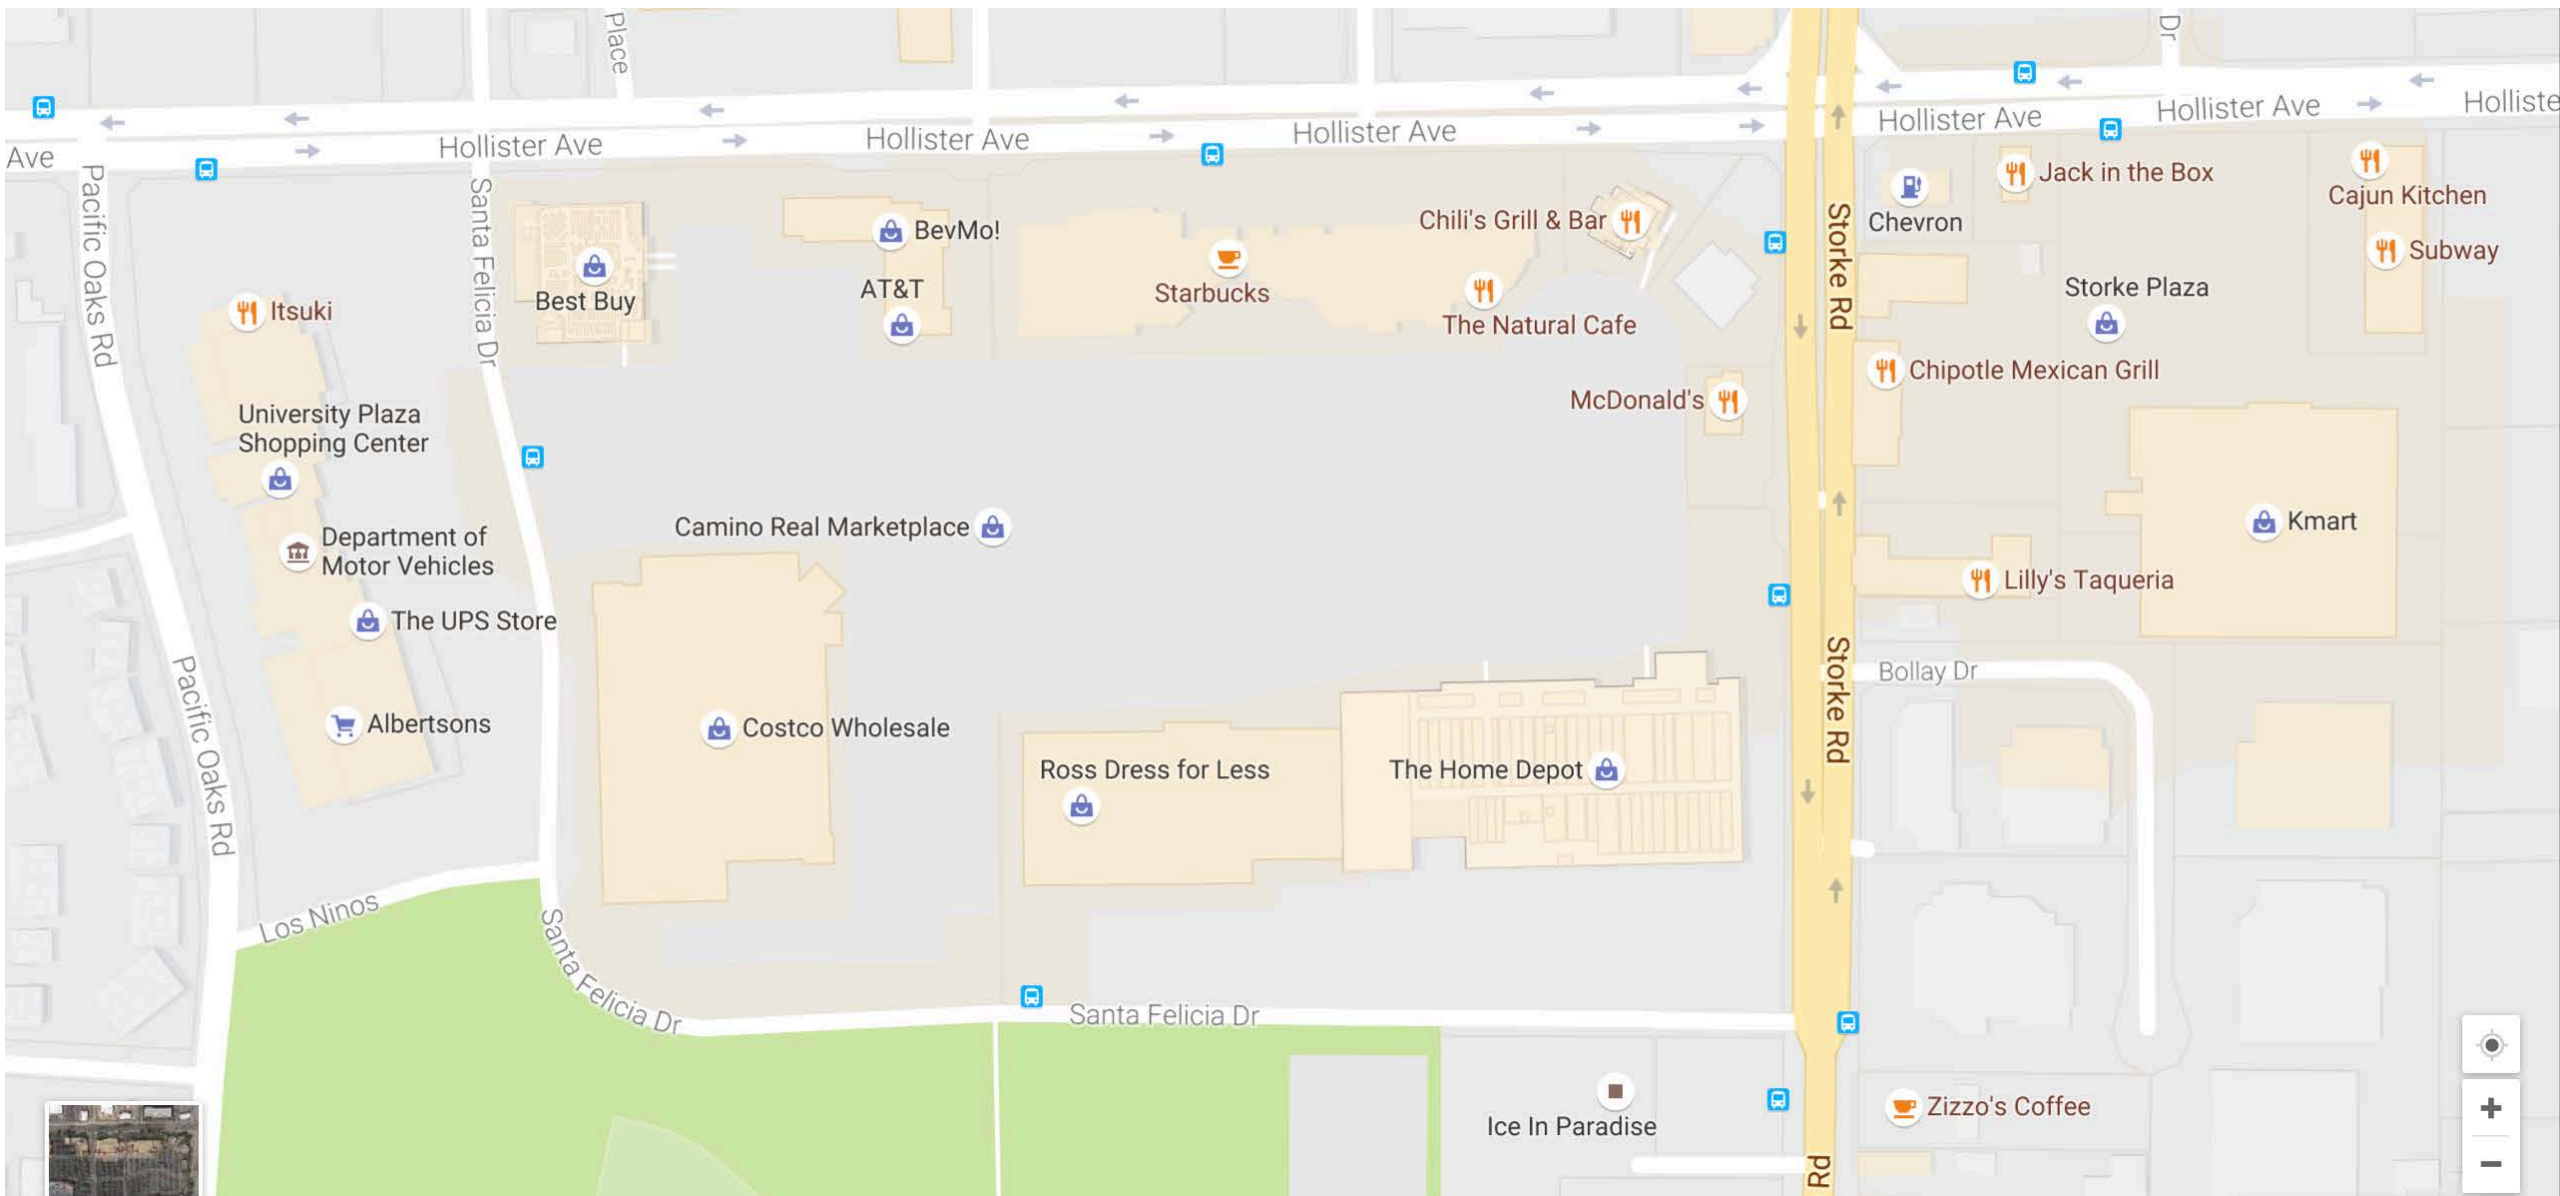 Place
Dr
Ave
Hollister Ave
Hollister Ave
Hollister Ave
Hollister Ave
Hollister Ave
Holliste
Pacific Oaks Rd
Santa Felicia Dr
Best Buy
BevMo!
AT&T
Starbucks
Chili's Grill & Bar
The Natural Cafe
McDonald's
Storke Rd
Chevron
Jack in the Box
Cajun Kitchen
Subway
Storke Plaza
Chipotle Mexican Grill
Itsuki
University Plaza
Shopping Center
Department of
Motor Vehicles
The UPS Store
Albertsons
Pacific Oaks Rd
Camino Real Marketplace
Costco Wholesale
Ross Dress for Less
The Home Depot
Kmart
Lilly's Taqueria
Storke Rd
Bollay Dr
Los Ninos
Santa Felicia Dr
Santa Felicia Dr
Ice In Paradise
Zizzo's Coffee
Rd
+
−